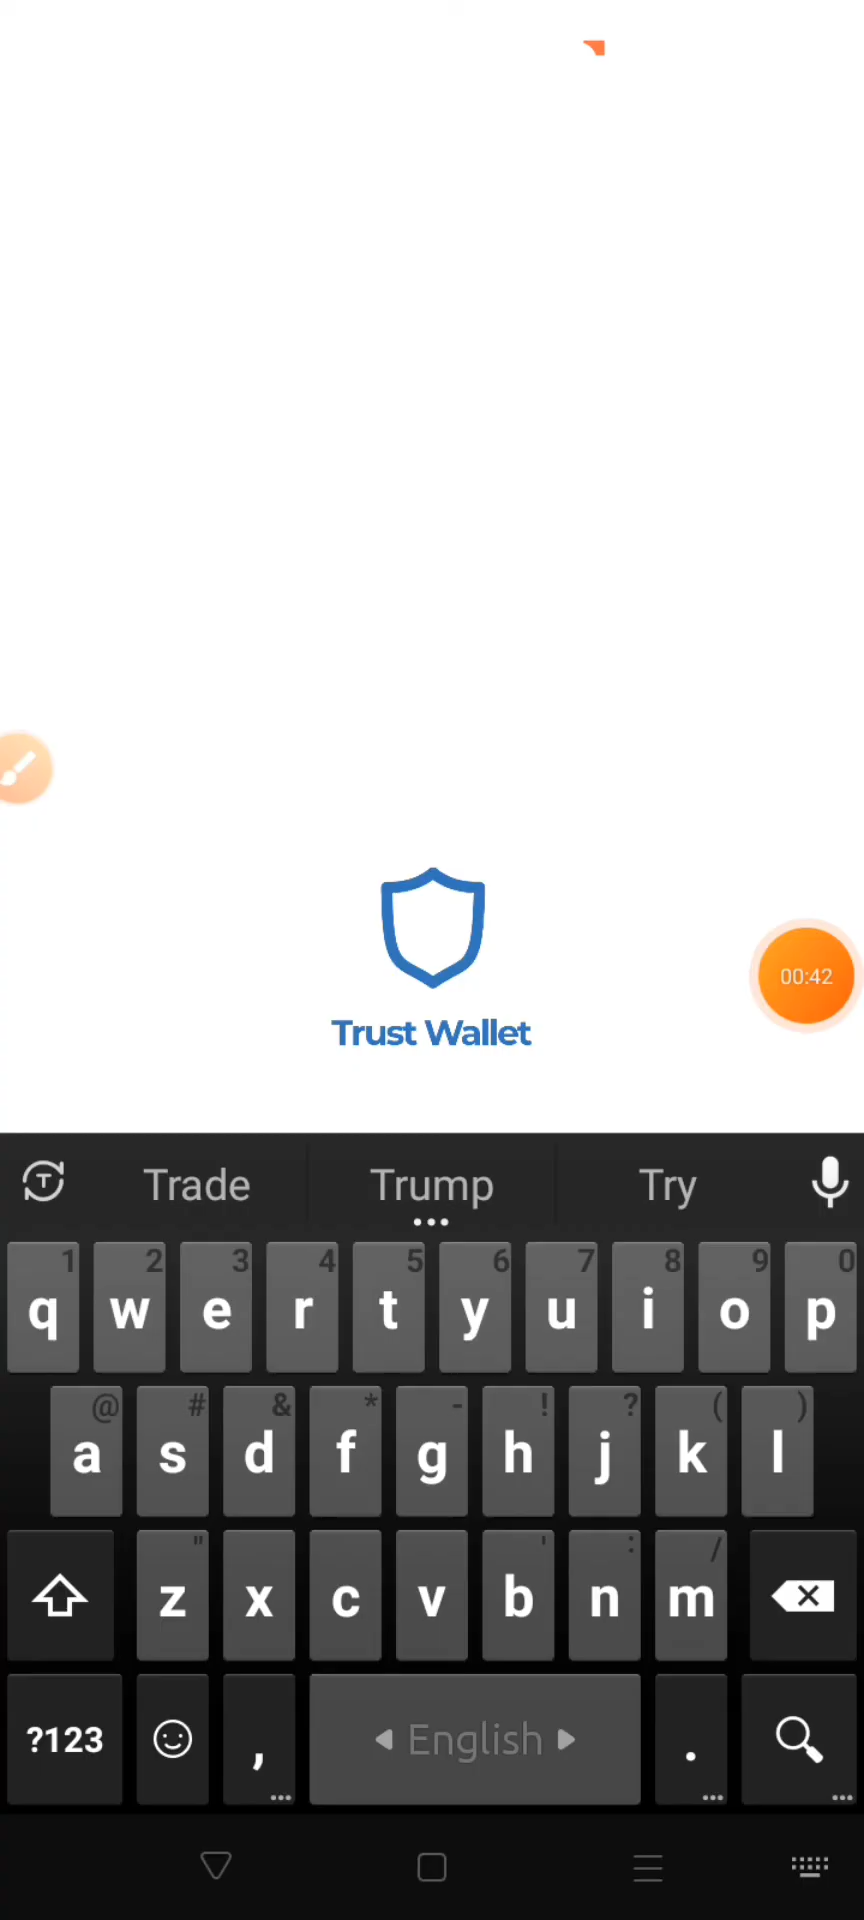 00:42
Trust Wallet
Trade Trump Try
1 2 3 4 5 6 7 8 9 0
q w e r t y u i o p
@ # & * - ! ? ( )
a s d f g h j k l
" ' : /
z x c v b n m
?123 , English .